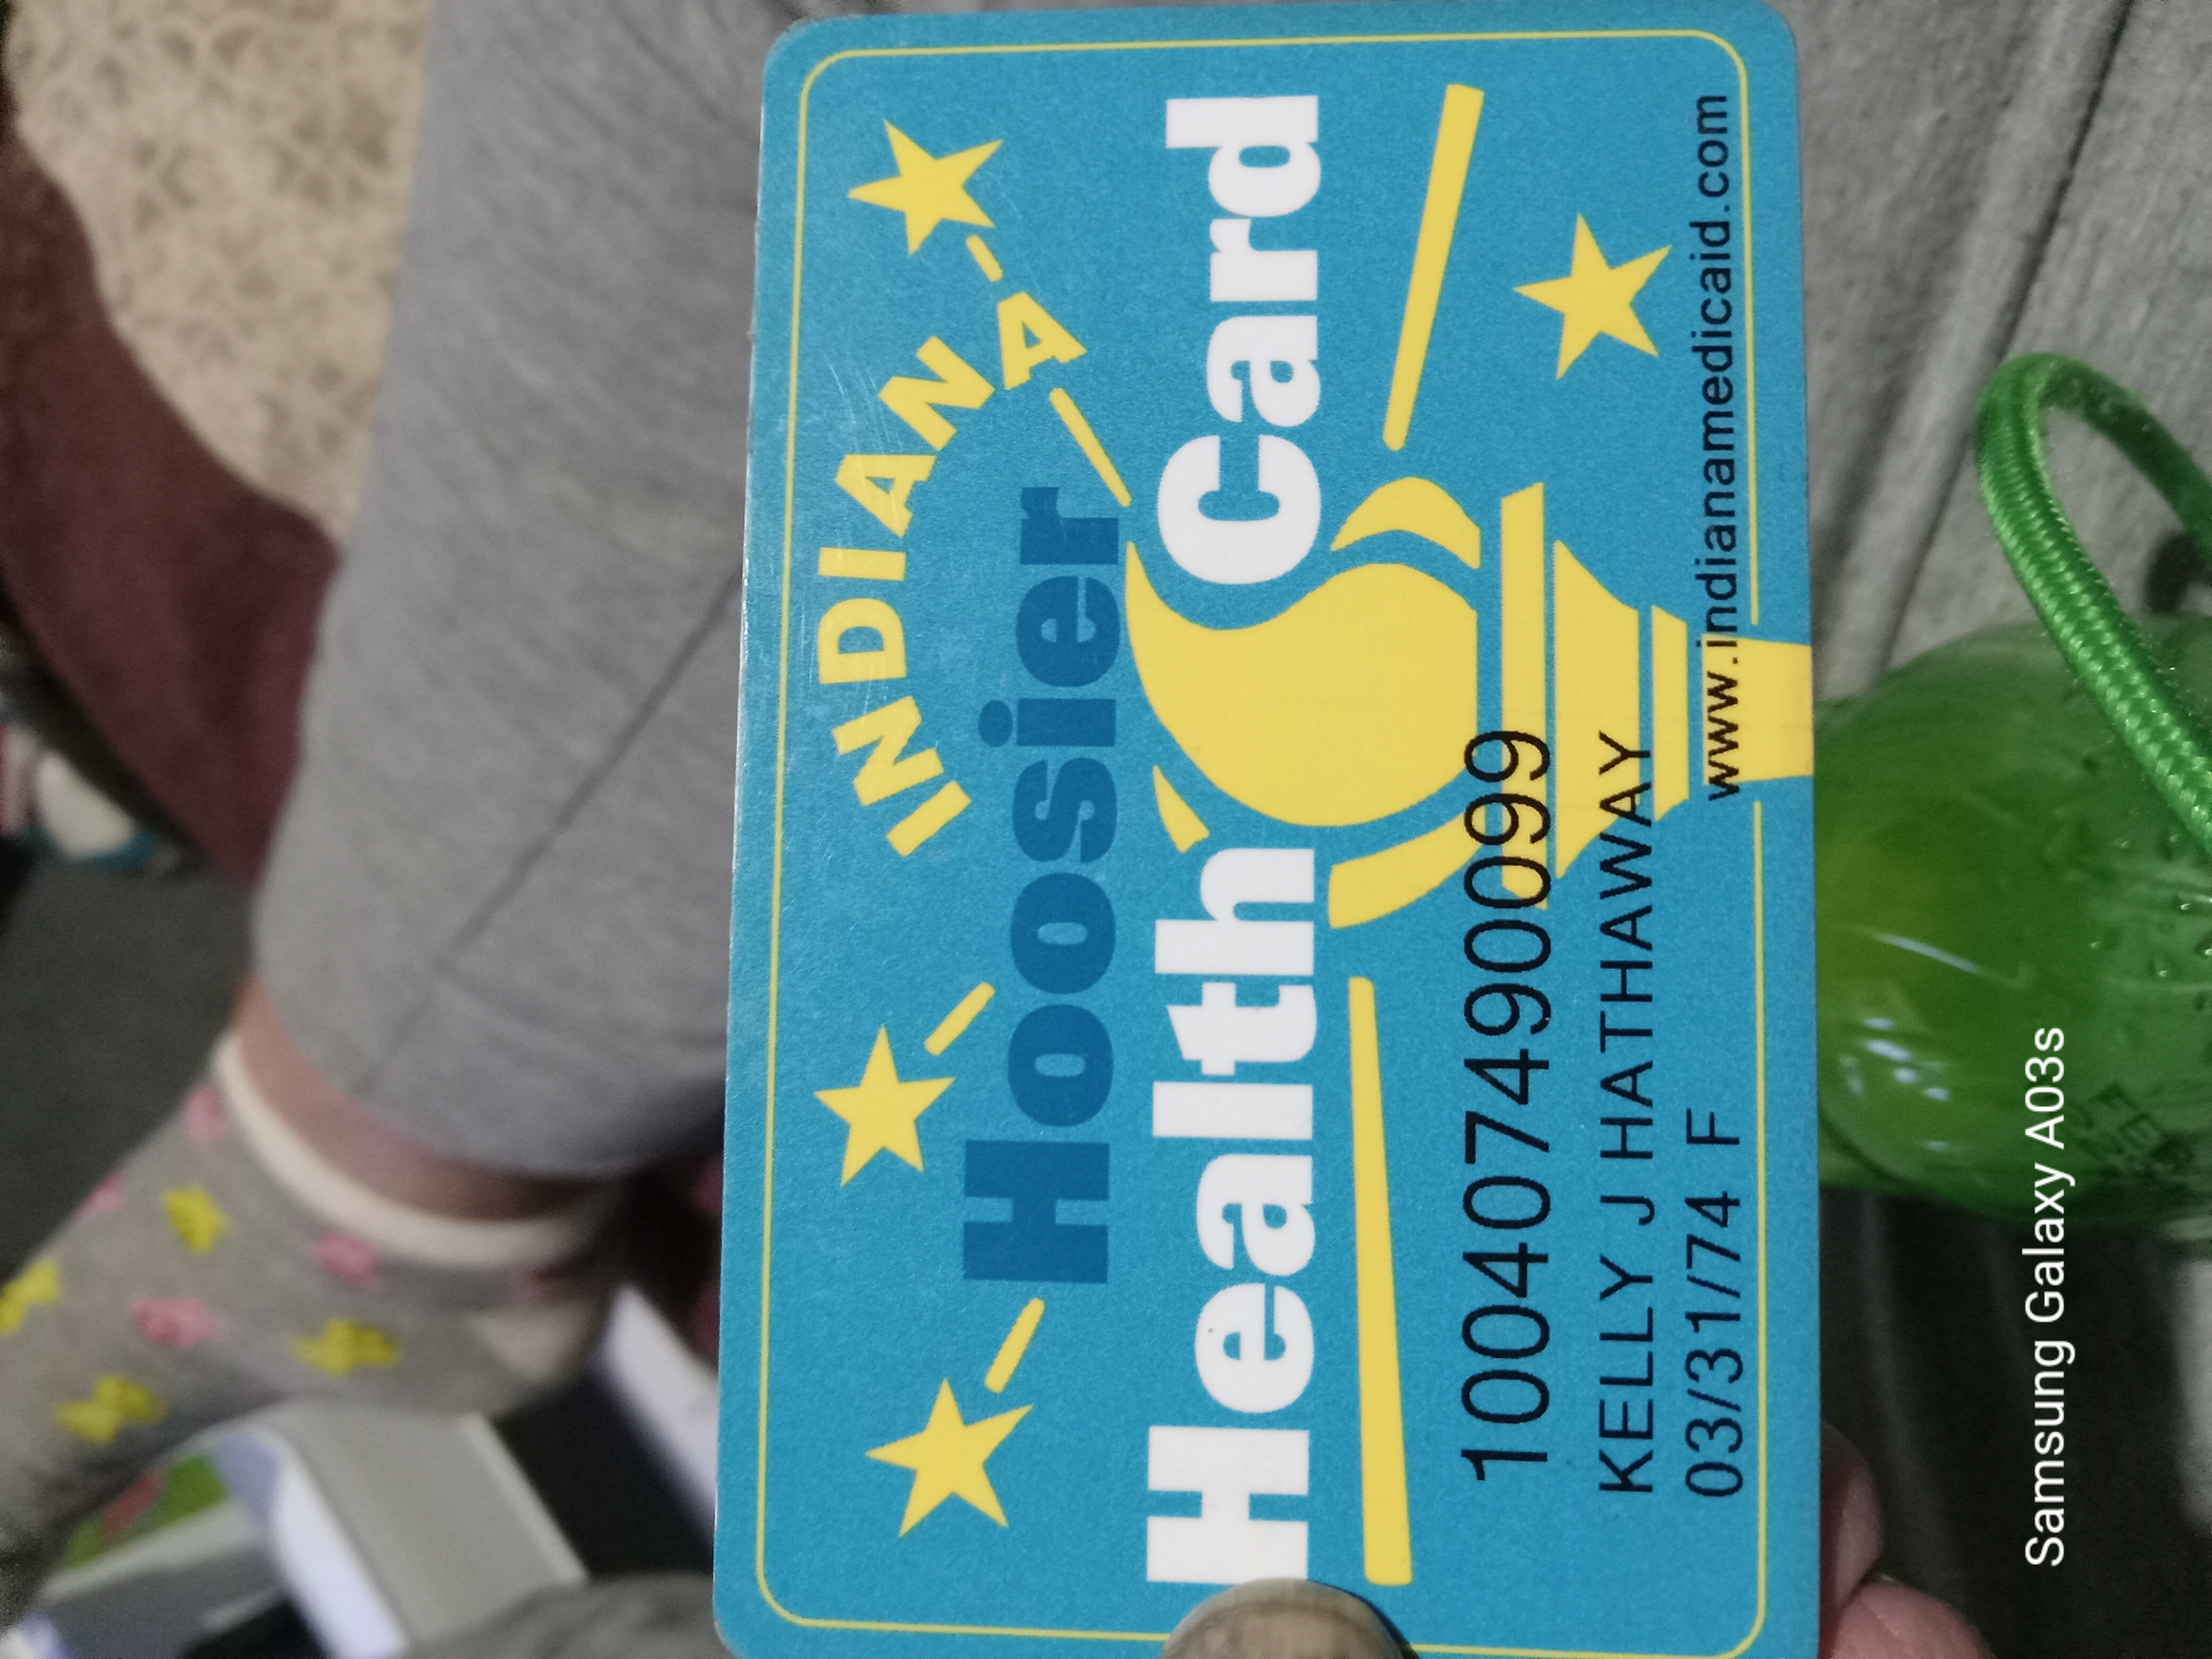 INDIANA
Hoosier
Health Card
100407490099
KELLY J HATHAWAY
03/31/74 F
www.indianamedicaid.com
Samsung Galaxy A03s